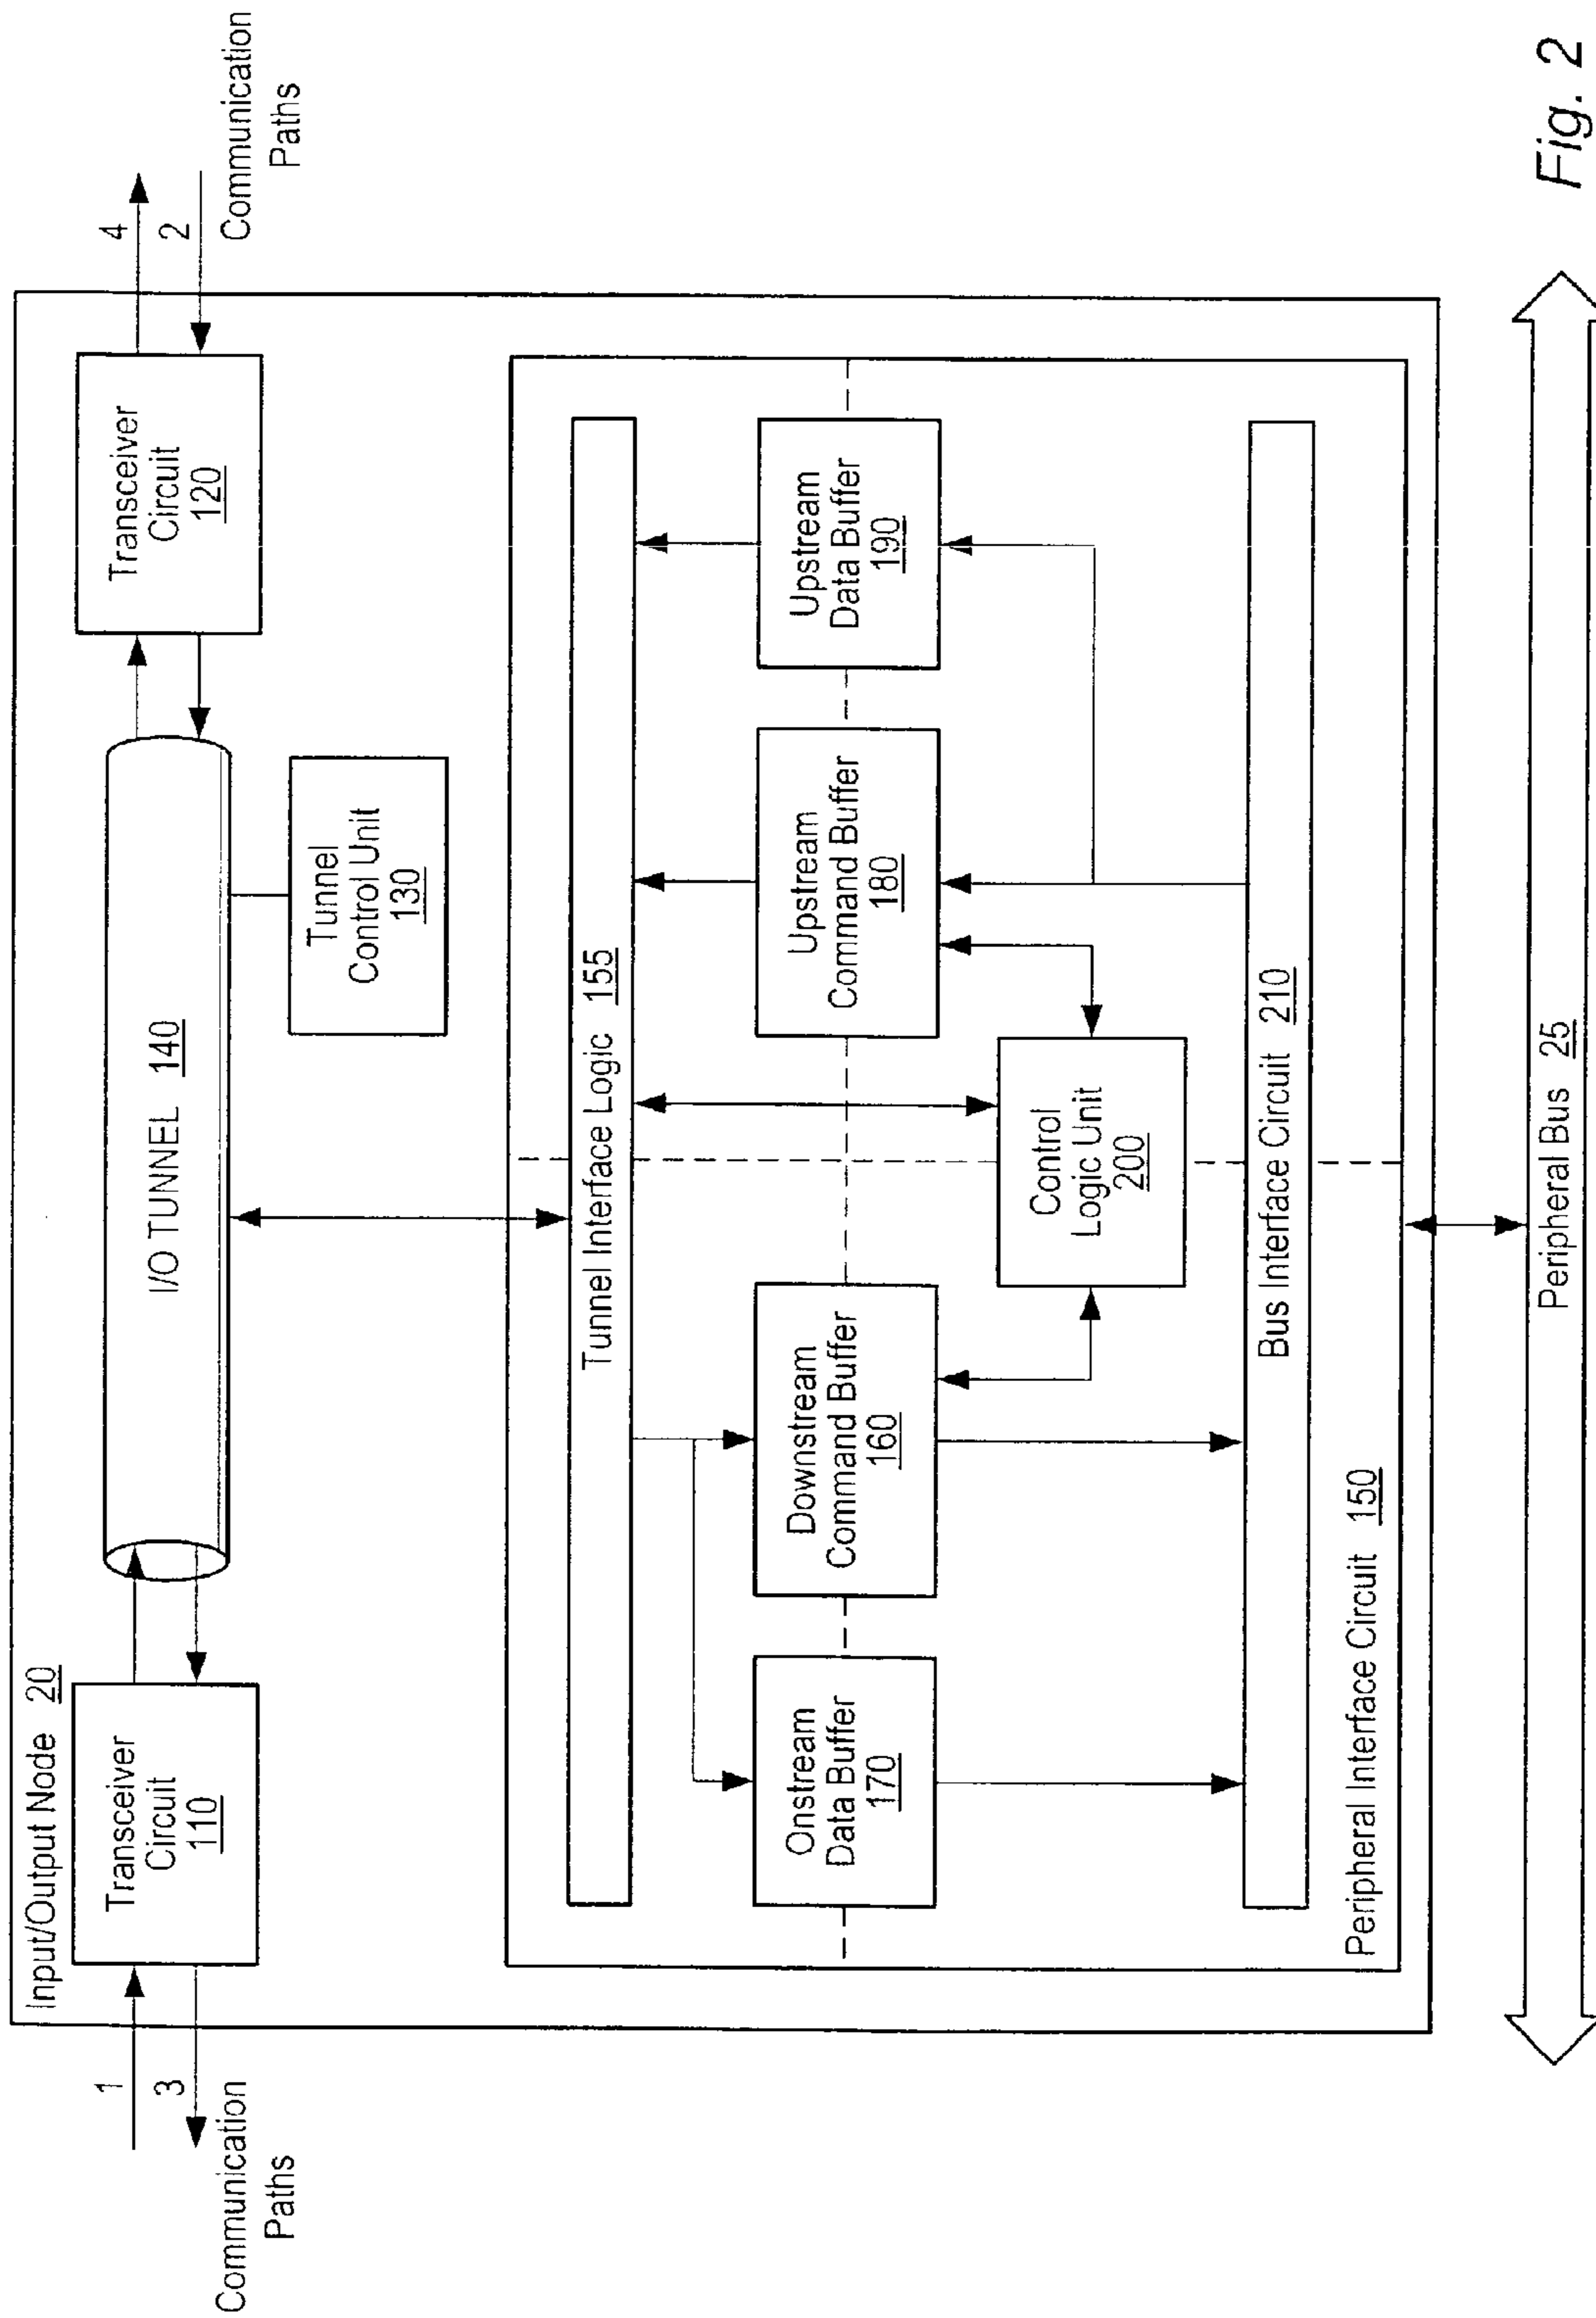 Input/Output Node 20
1
3
Communication
Paths
Transceiver
Circuit
110
I/O TUNNEL 140
Tunnel
Control Unit
130
Transceiver
Circuit
120
4
2
Communication
Paths
Tunnel Interface Logic 155
Onstream
Data Buffer
170
Downstream
Command Buffer
160
Upstream
Command Buffer
180
Upstream
Data Buffer
190
Control
Logic Unit
200
Bus Interface Circuit 210
Peripheral Interface Circuit 150
Peripheral Bus 25
Fig. 2